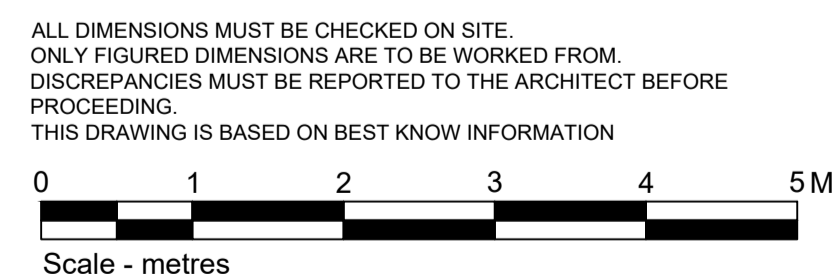 ALL DIMENSIONS MUST BE CHECKED ON SITE.
ONLY FIGURED DIMENSIONS ARE TO BE WORKED FROM.
DISCREPANCIES MUST BE REPORTED TO THE ARCHITECT BEFORE
PROCEEDING.
THIS DRAWING IS BASED ON BEST KNOW INFORMATION
0 1 2 3 4 5 M
Scale - metres